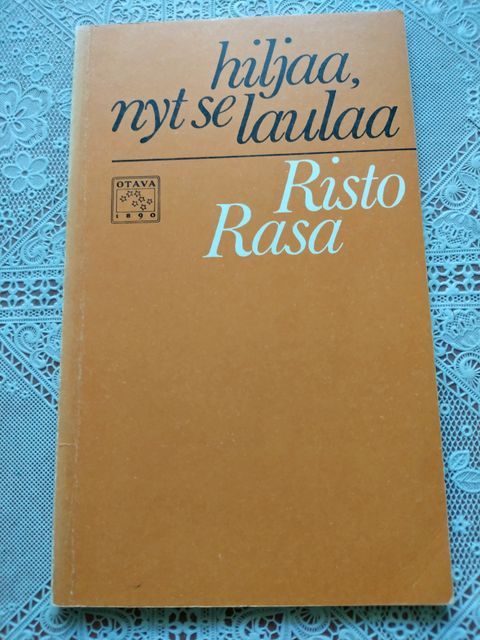 hiljaa,
nyt se laulaa
OTAVA
1890
Risto
Rasa